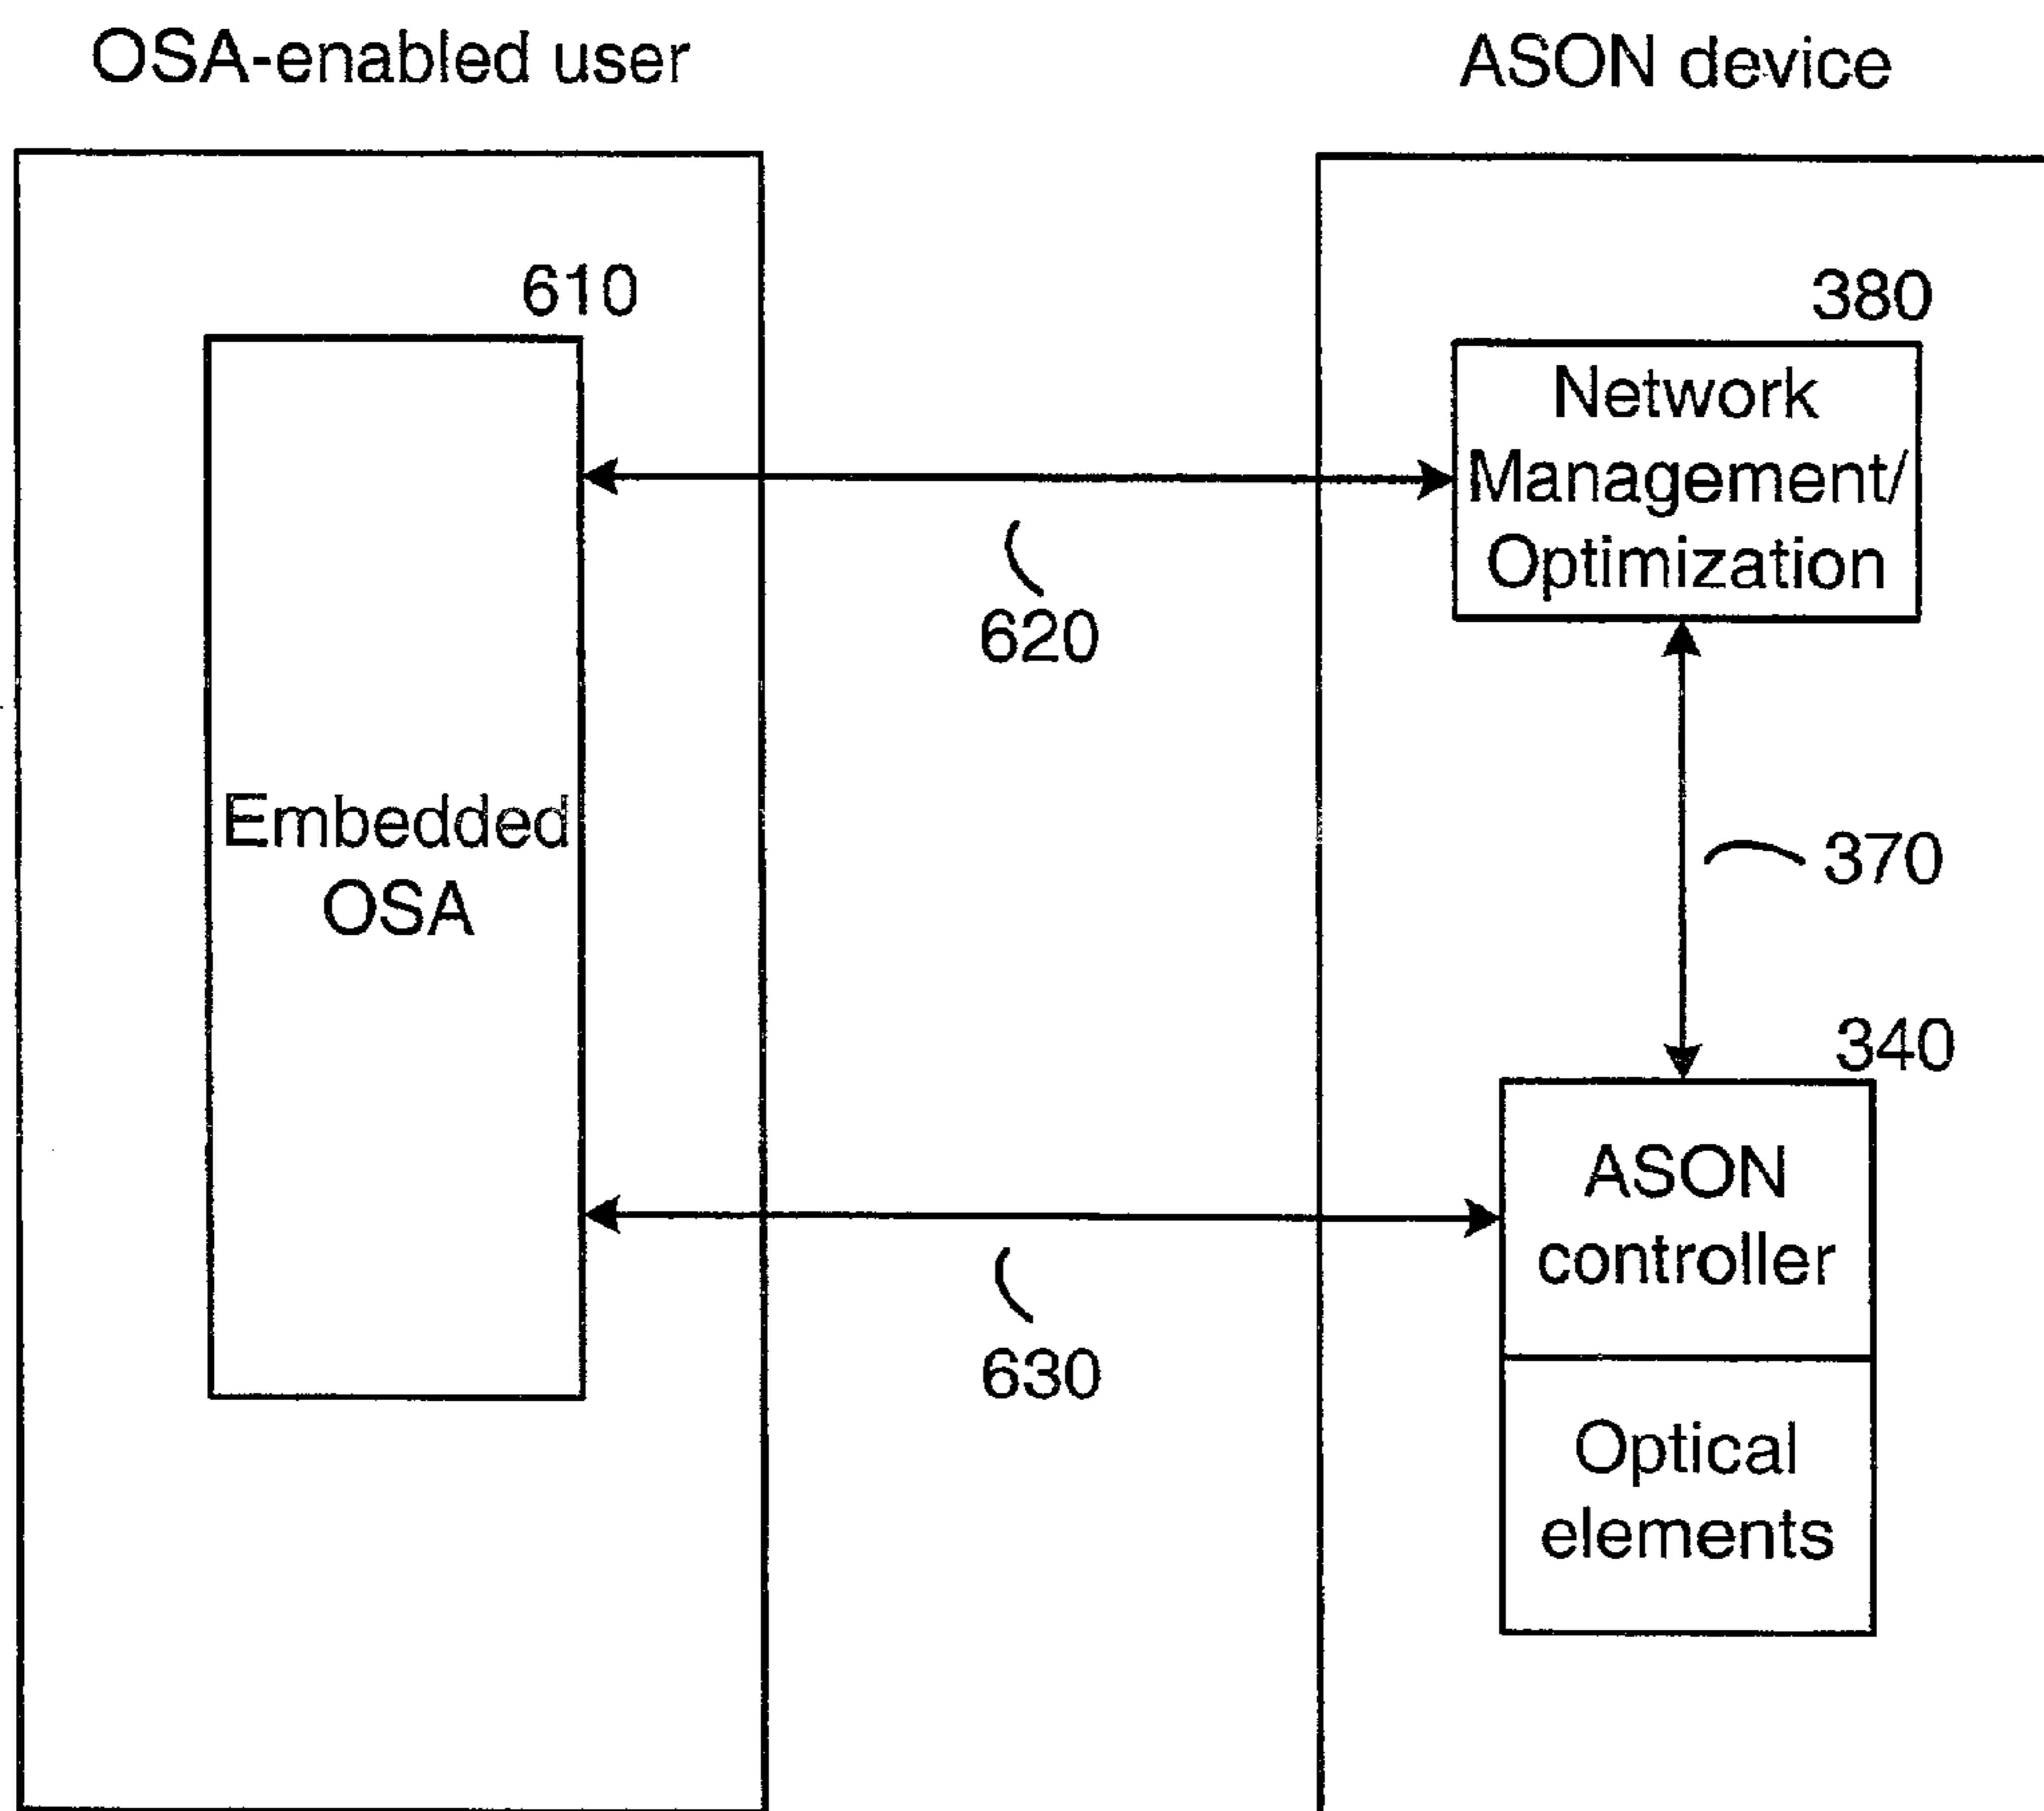 OSA-enabled user
ASON device
610
380
Network
Management/
Optimization
620
370
Embedded
OSA
340
ASON
controller
630
Optical
elements